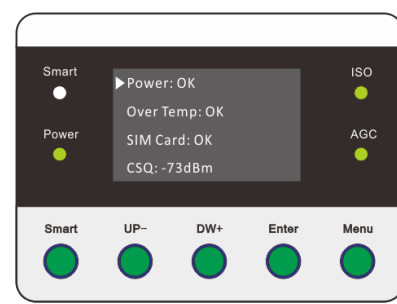 Smart
ISO
Power: OK
Over Temp: OK
Power
AGC
SIM Card: OK
CSQ: -73dBm
Smart UP- DW+ Enter Menu